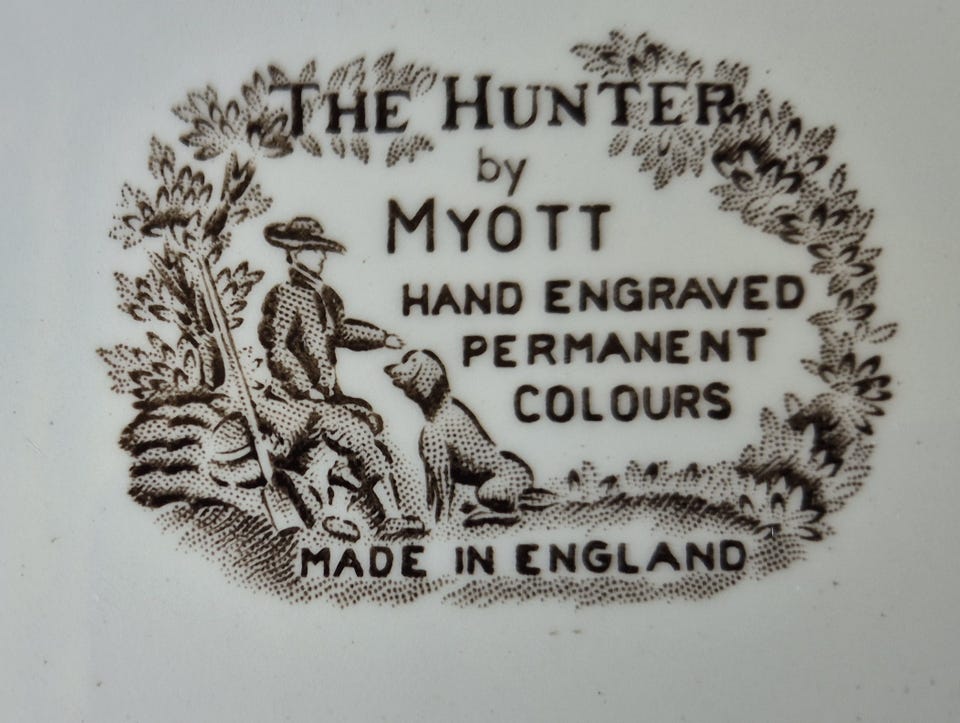 THE HUNTER
by
MYOTT
HAND ENGRAVED
PERMANENT
COLOURS
MADE IN ENGLAND